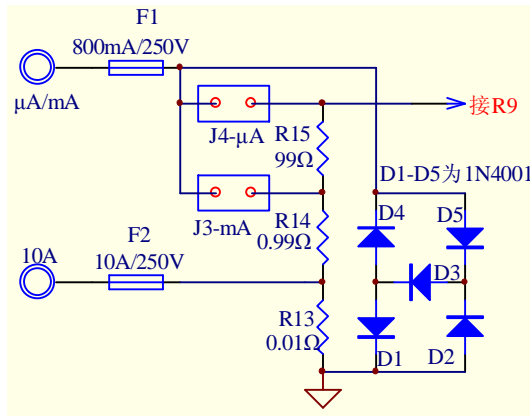 F1
800mA/250V
μA/mA
J4-μA
接R9
R15
99Ω
D1-D5为1N4001
J3-mA
R14
0.99Ω
D4
D5
D3
10A
F2
10A/250V
R13
0.01Ω
D1
D2